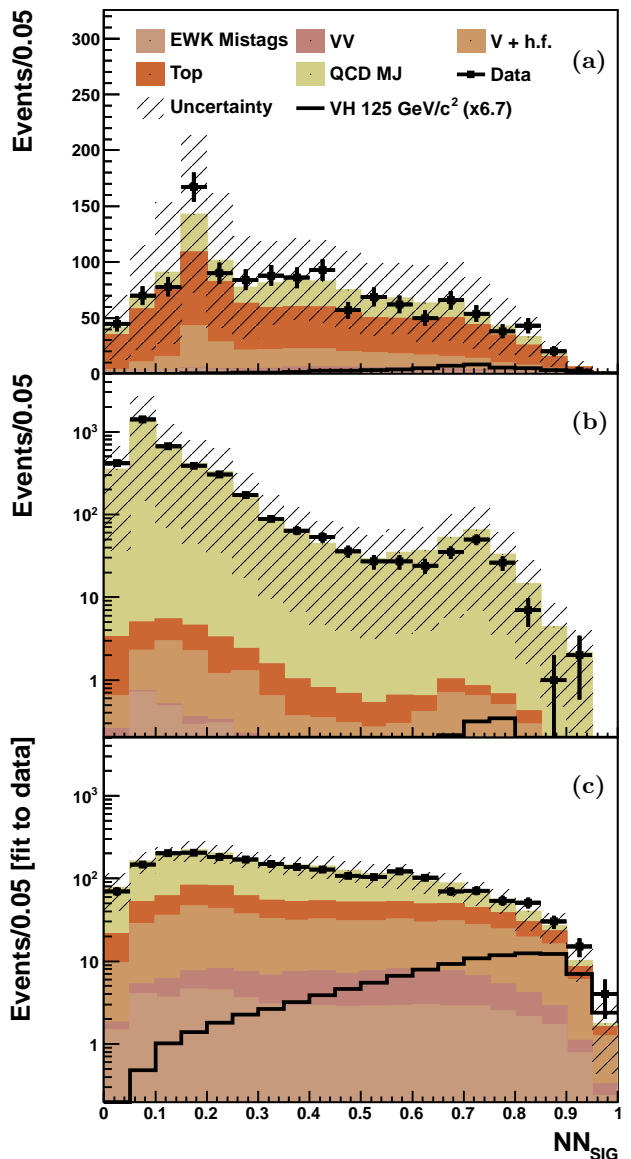 EWK Mistags VV V + h.f.
Top QCD MJ Data
Uncertainty VH 125 GeV/c² (x6.7)
(a)
Events/0.05
300
250
200
150
100
50
0
(b)
Events/0.05
10³
10²
10
1
(c)
Events/0.05 [fit to data]
10³
10²
10
1
0 0.1 0.2 0.3 0.4 0.5 0.6 0.7 0.8 0.9 1
NN_SIG